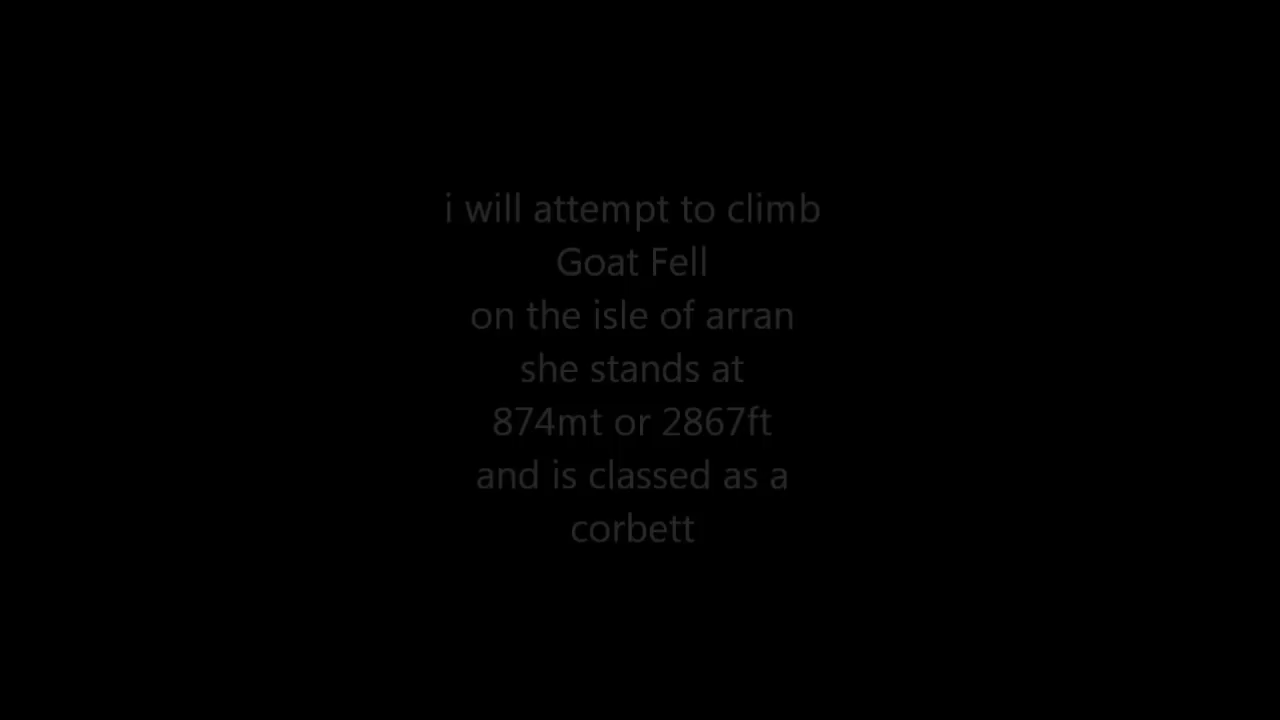 i will attempt to climb
Goat Fell
on the isle of arran
she stands at
874mt or 2867ft
and is classed as a
corbett